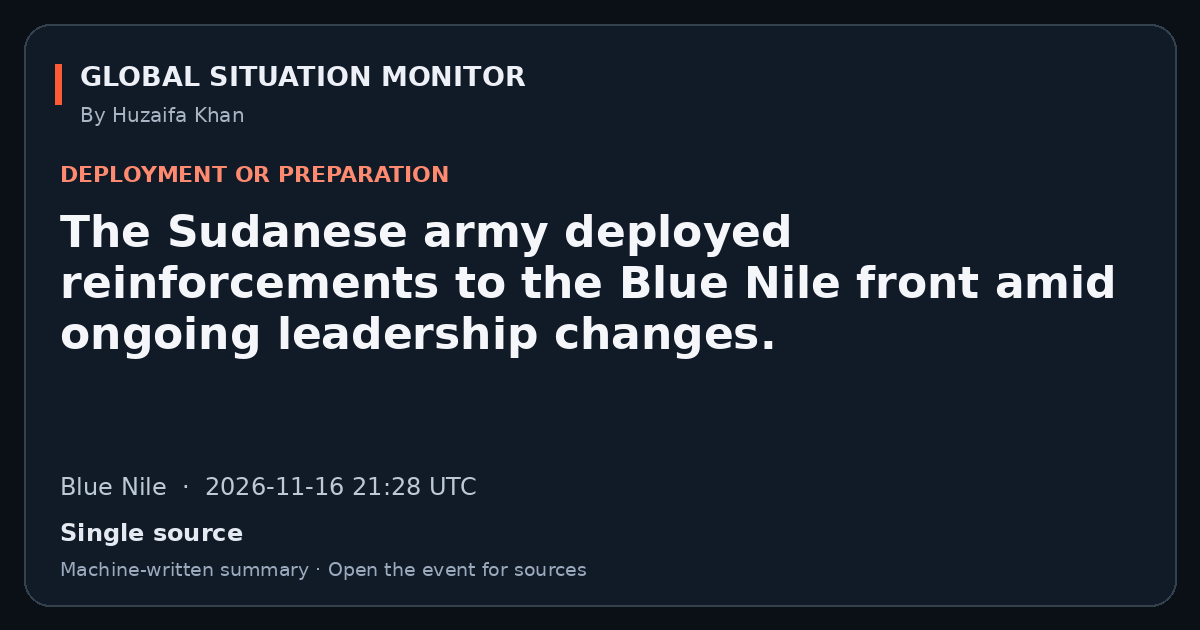 GLOBAL SITUATION MONITOR
By Huzaifa Khan
DEPLOYMENT OR PREPARATION
The Sudanese army deployed
reinforcements to the Blue Nile front amid
ongoing leadership changes.
Blue Nile · 2026-11-16 21:28 UTC
Single source
Machine-written summary · Open the event for sources